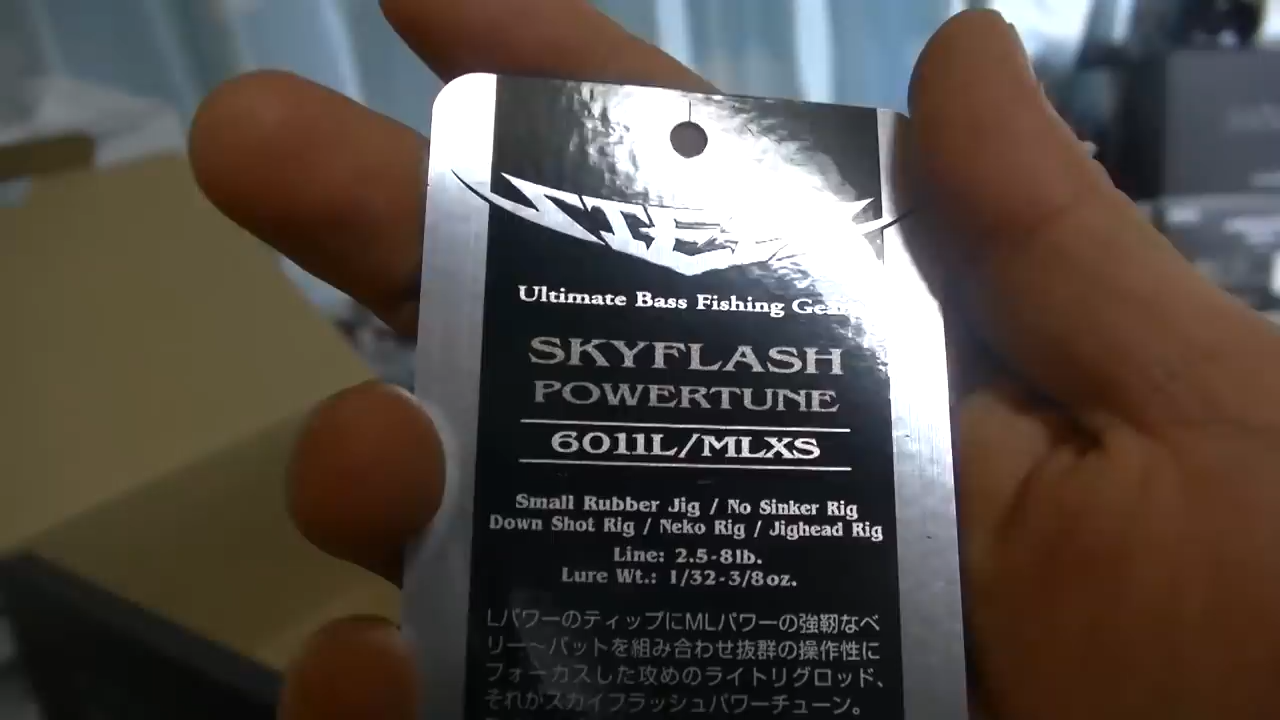 Ultimate Bass Fishing Gear
SKYFLASH
POWERTUNE
6011L/MLXS
Small Rubber Jig / No Sinker Rig
Down Shot Rig / Neko Rig / Jighead Rig
Line: 2.5-8lb.
Lure Wt.: 1/32-3/8oz.
LパワーのティップにMLパワーの強靭なベ
リー〜バットを組み合わせ抜群の操作性に
フォーカスした攻めのライトリグロッド、
それがスカイフラッシュパワーチューン。